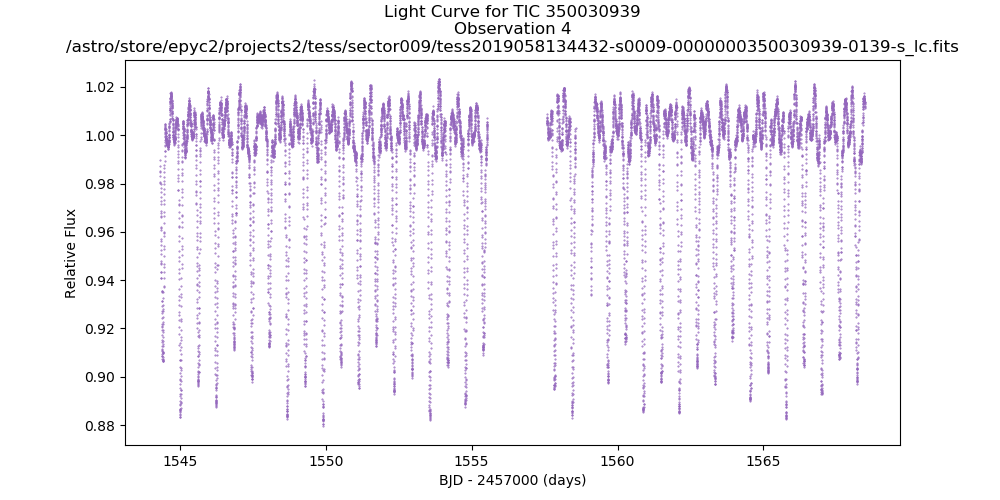 Light Curve for TIC 350030939
Observation 4
/astro/store/epyc2/projects2/tess/sector009/tess2019058134432-s0009-0000000350030939-0139-s_lc.fits
1.02
1.00
0.98
0.96
0.94
0.92
0.90
0.88
Relative Flux
1545
1550
1555
1560
1565
BJD - 2457000 (days)